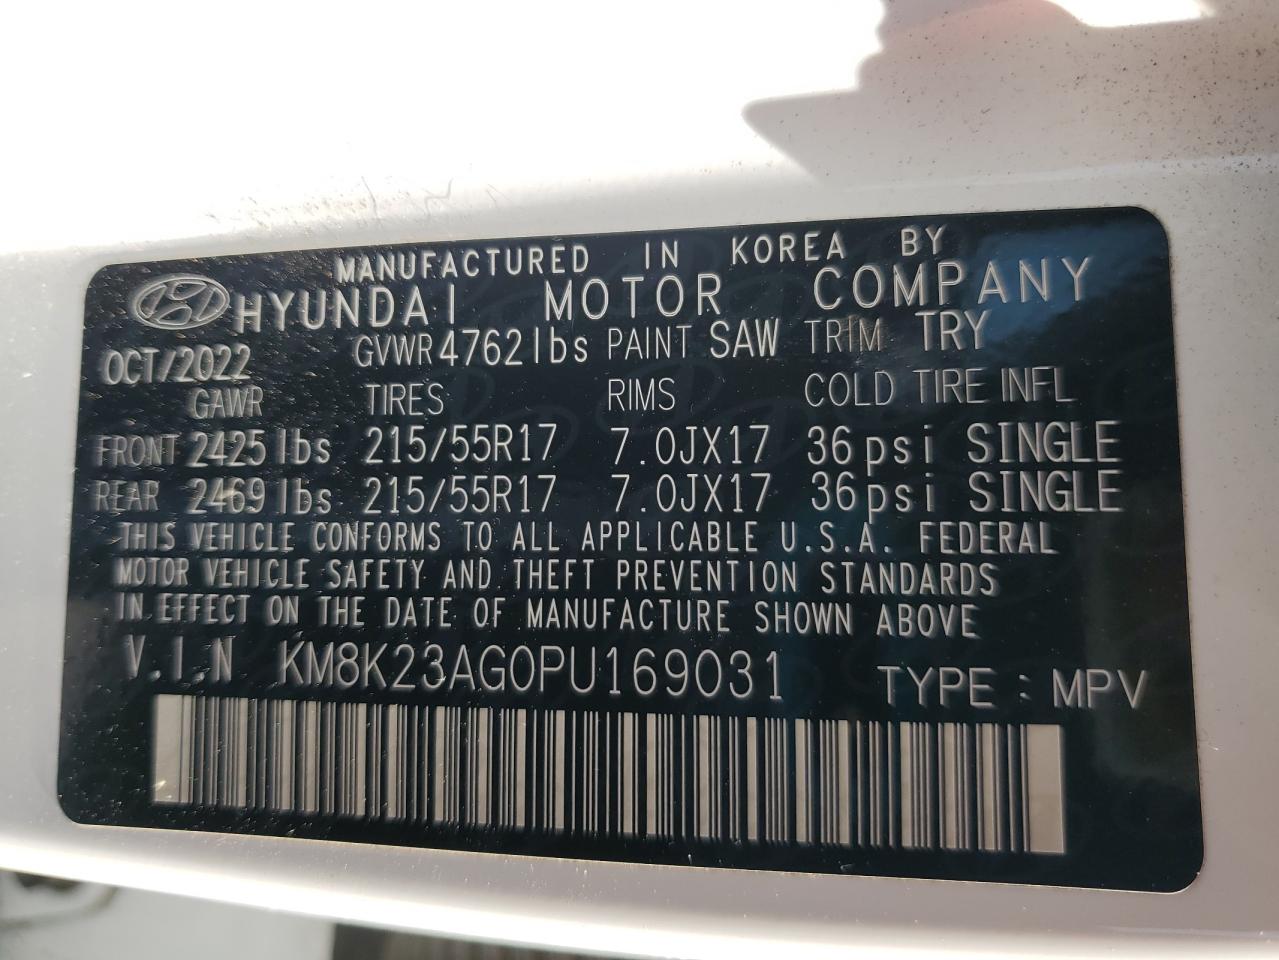 MANUFACTURED IN KOREA BY
HYUNDAI MOTOR COMPANY
OCT/2022 GVWR 4762lbs PAINT SAW TRIM TRY
GAWR TIRES RIMS COLD TIRE INFL
FRONT 2425lbs 215/55R17 7.0JX17 36psi SINGLE
REAR 2469lbs 215/55R17 7.0JX17 36psi SINGLE
THIS VEHICLE CONFORMS TO ALL APPLICABLE U.S.A. FEDERAL
MOTOR VEHICLE SAFETY AND THEFT PREVENTION STANDARDS
IN EFFECT ON THE DATE OF MANUFACTURE SHOWN ABOVE
V.I.N KM8K23AG0PU169031 TYPE : MPV